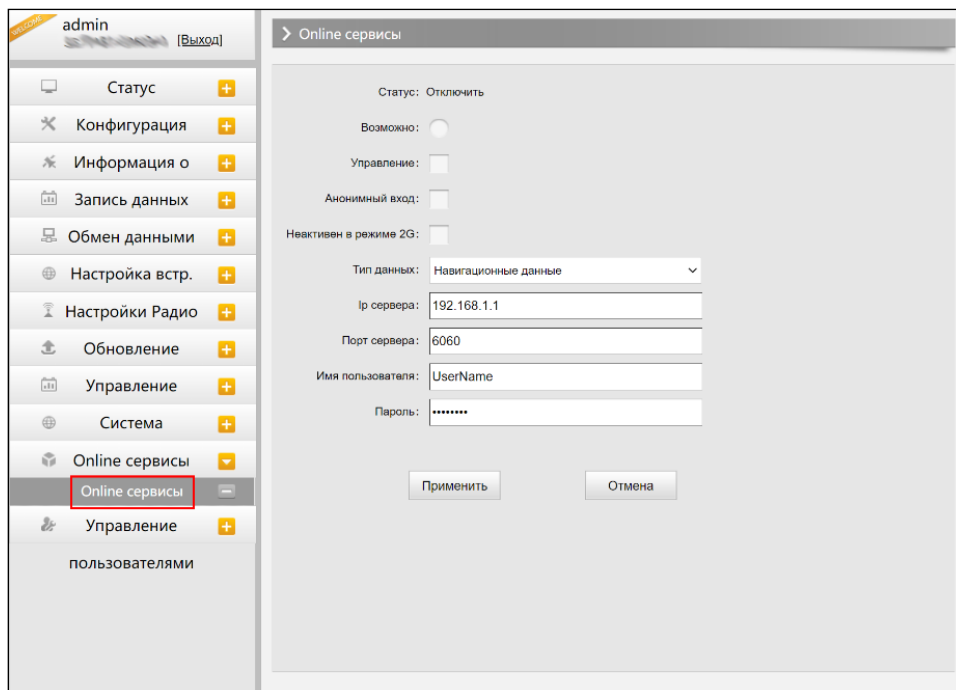 WELCOME
admin
[Выход]
Статус
Конфигурация
Информация о
Запись данных
Обмен данными
Настройка встр.
Настройки Радио
Обновление
Управление
Система
Online сервисы
Online сервисы
Управление
пользователями
Online сервисы
Статус: Отключить
Возможно:
Управление:
Анонимный вход:
Неактивен в режиме 2G:
Тип данных: Навигационные данные
Ip сервера: 192.168.1.1
Порт сервера: 6060
Имя пользователя: UserName
Пароль: ••••••••
Применить Отмена